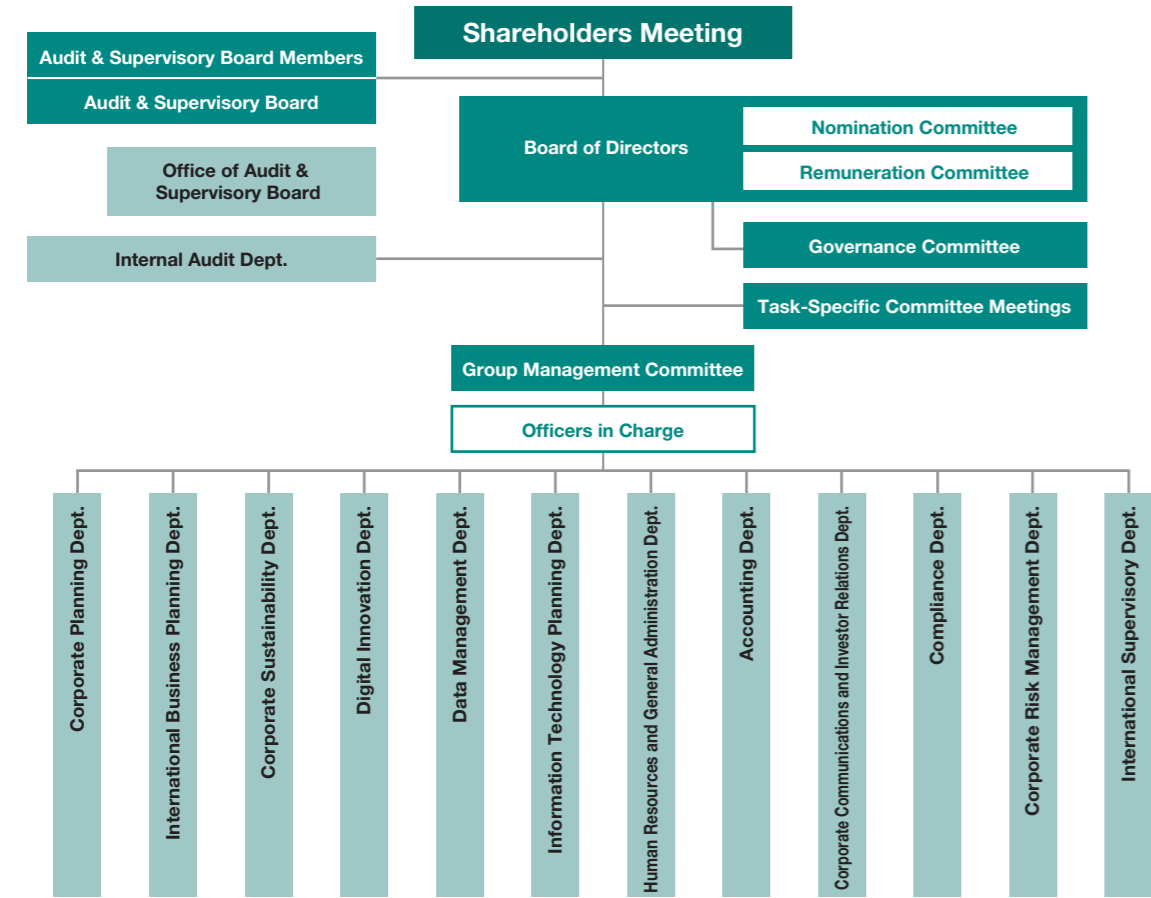 Shareholders Meeting
Audit & Supervisory Board Members
Audit & Supervisory Board
Board of Directors
Nomination Committee
Remuneration Committee
Office of Audit &
Supervisory Board
Governance Committee
Internal Audit Dept.
Task-Specific Committee Meetings
Group Management Committee
Officers in Charge
Corporate Planning Dept.
International Business Planning Dept.
Corporate Sustainability Dept.
Digital Innovation Dept.
Data Management Dept.
Information Technology Planning Dept.
Human Resources and General Administration Dept.
Accounting Dept.
Corporate Communications and Investor Relations Dept.
Compliance Dept.
Corporate Risk Management Dept.
International Supervisory Dept.